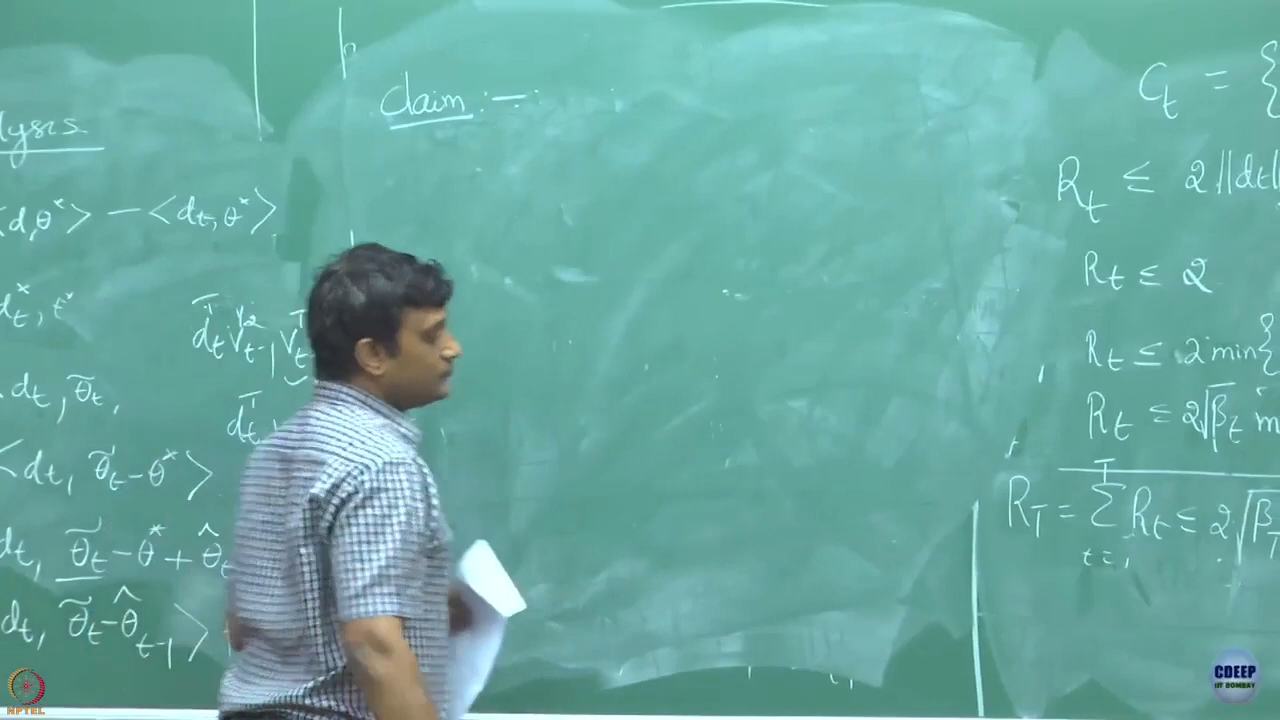 lysis
<d,θ*> - <d_t,θ*>
d_t^*, t*
d_t^T V_{t-1}^{1/2} V_t^T
d_t, θ̃_t,
d_t^T
<d_t, θ̃_t - θ*>
d_t, θ̃_t - θ* + θ̂_t
d_t, θ̃_t - θ̂_{t-1}>
Claim :-
C_t = {
R_t ≤ 2||d_t||
R_t ≤ 2
R_t ≤ 2 min{
R_t ≤ 2√β_t m
R_T = Σ_{t=1}^T R_t ≤ 2√β_T
NPTEL
CDEEP
IIT BOMBAY